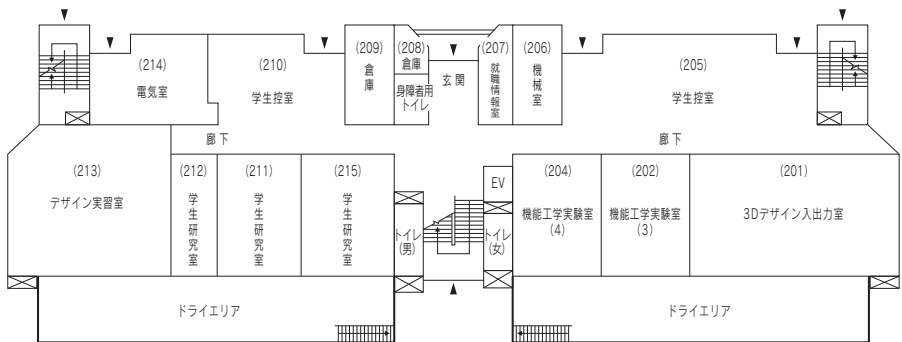 (214)
電気室
(210)
学生控室
(209)
倉庫
(208)
倉庫
身障者用
トイレ
玄関
(207)
就職情報室
(206)
機械室
(205)
学生控室
廊下
廊下
(213)
デザイン実習室
(212)
学生研究室
(211)
学生研究室
(215)
学生研究室
トイレ
(男)
EV
トイレ
(女)
(204)
機能工学実験室
(4)
(202)
機能工学実験室
(3)
(201)
3Dデザイン入出力室
ドライエリア
ドライエリア